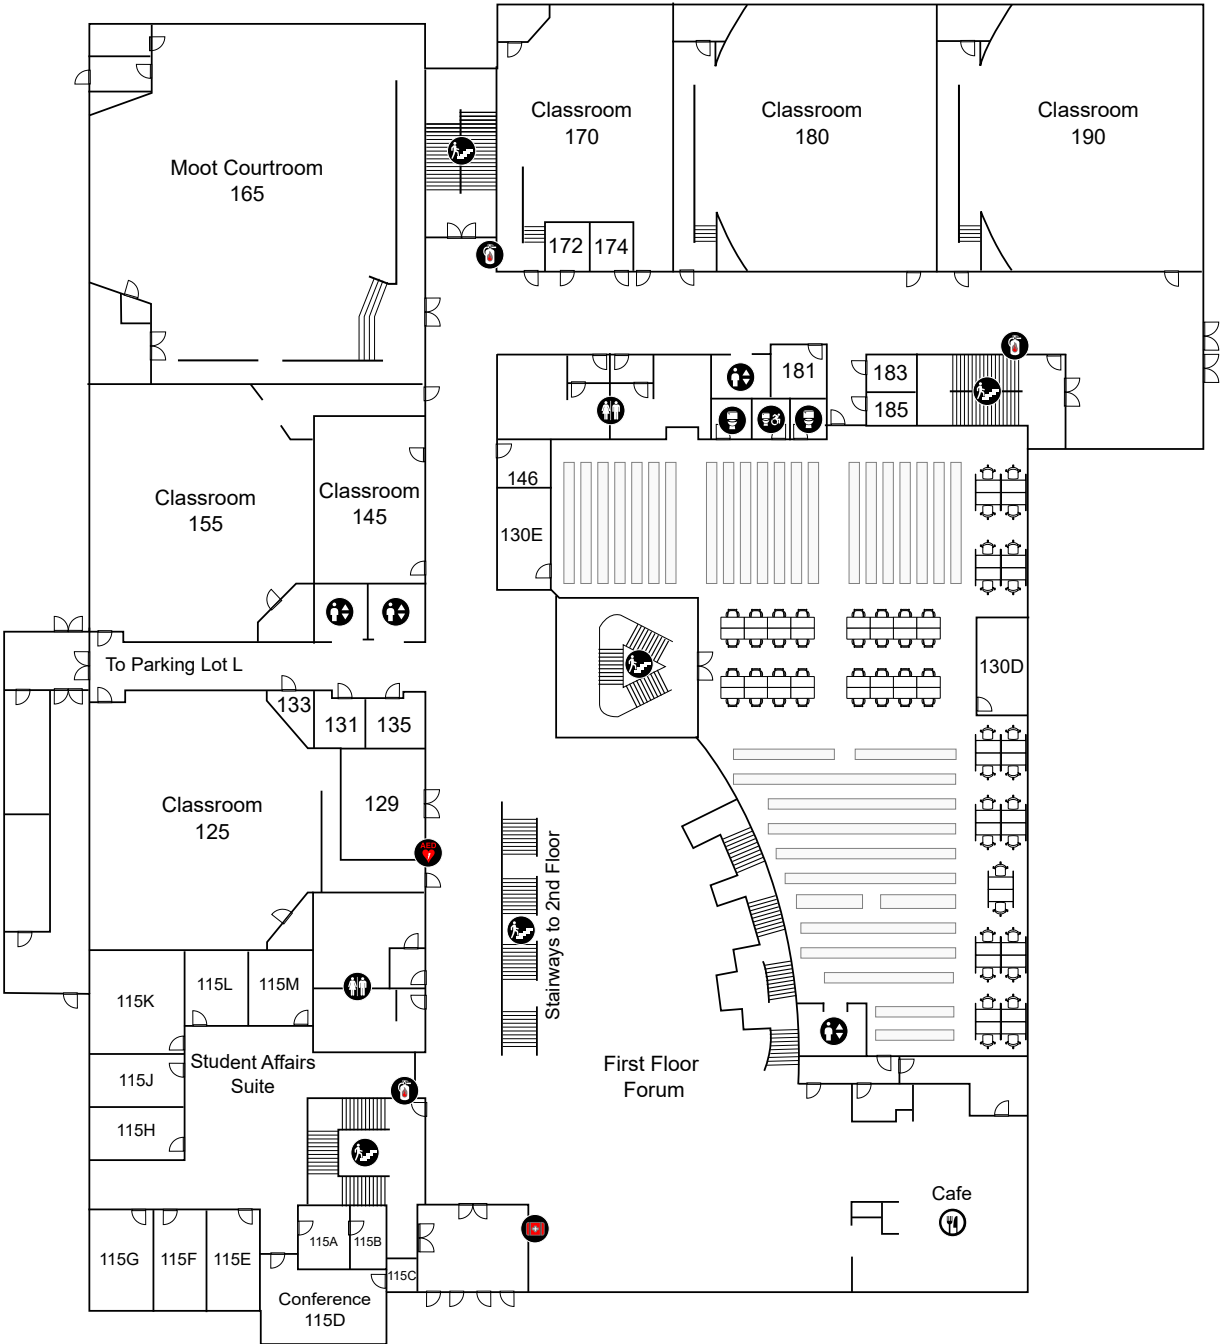 Classroom
170
Classroom
180
Classroom
190
Moot Courtroom
165
172
174
181
183
185
146
130E
Classroom
155
Classroom
145
To Parking Lot L
130D
133
131
135
Classroom
125
129
AED
Stairways to 2nd Floor
115K
115L
115M
Student Affairs
Suite
115J
115H
First Floor
Forum
Cafe
115G
115F
115E
115A
115B
115C
Conference
115D